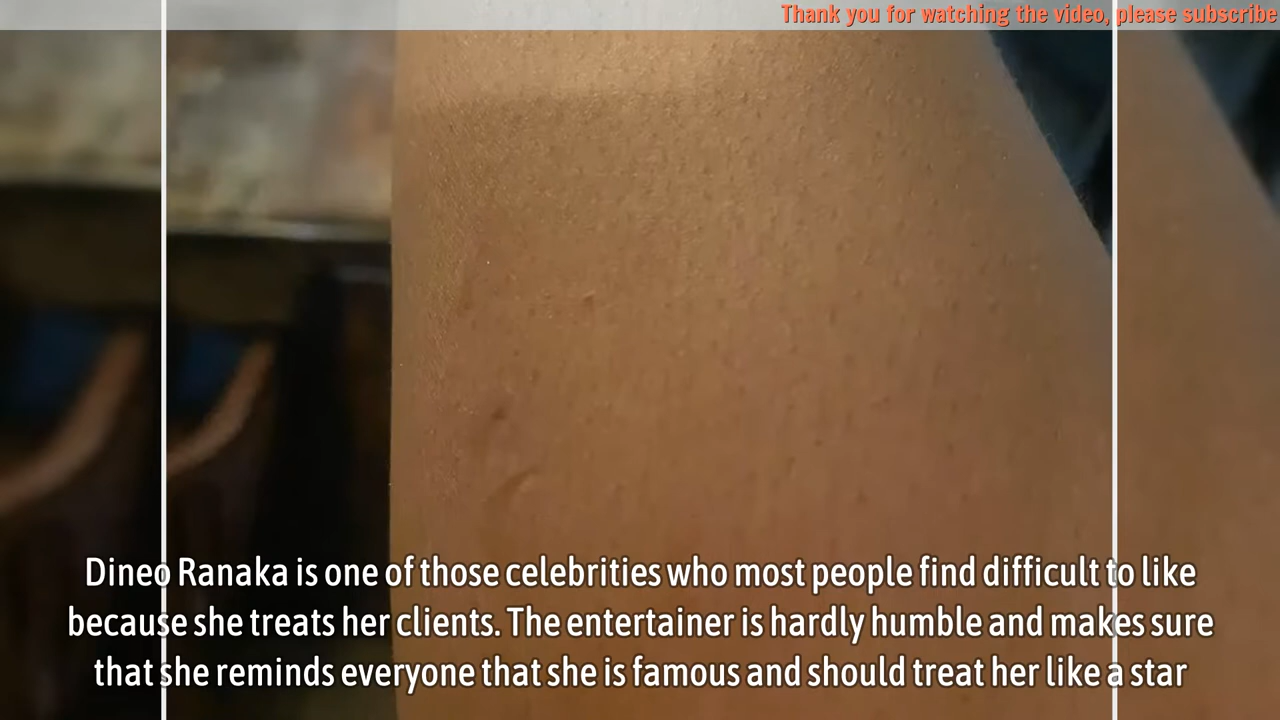 Thank you for watching the video, please subscribe
Dineo Ranaka is one of those celebrities who most people find difficult to like
because she treats her clients. The entertainer is hardly humble and makes sure
that she reminds everyone that she is famous and should treat her like a star